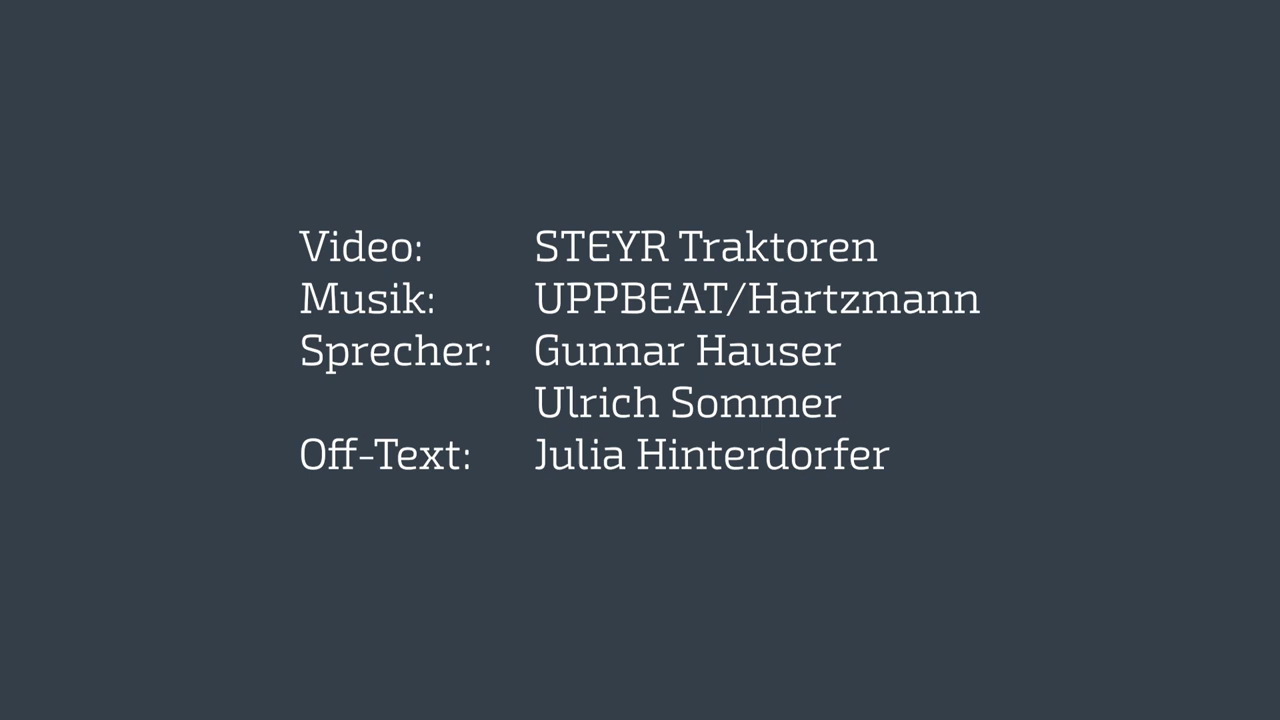 Video: STEYR Traktoren
Musik: UPPBEAT/Hartzmann
Sprecher: Gunnar Hauser
Ulrich Sommer
Off-Text: Julia Hinterdorfer